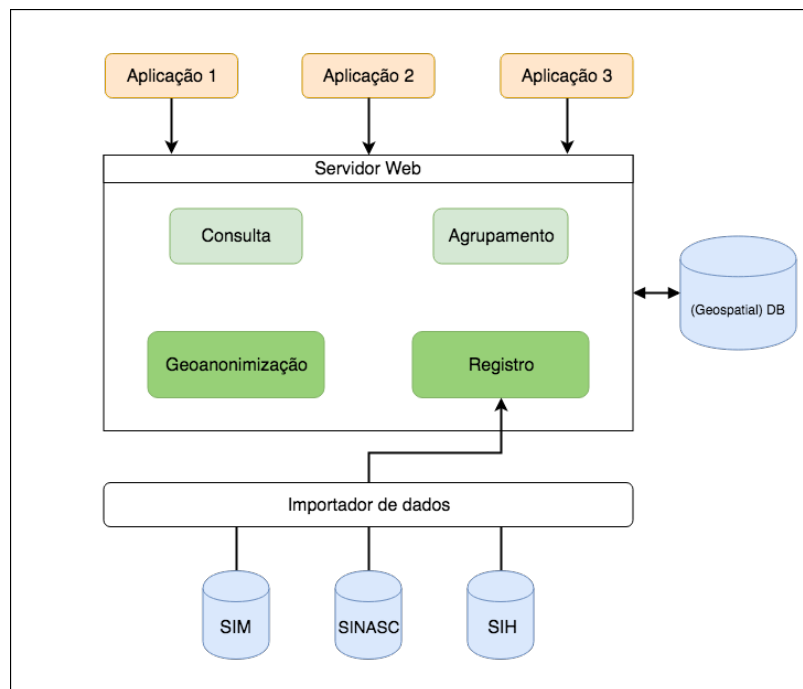 Aplicação 1
Aplicação 2
Aplicação 3
Servidor Web
Consulta
Agrupamento
(Geospatial) DB
Geoanonimização
Registro
Importador de dados
SIM
SINASC
SIH